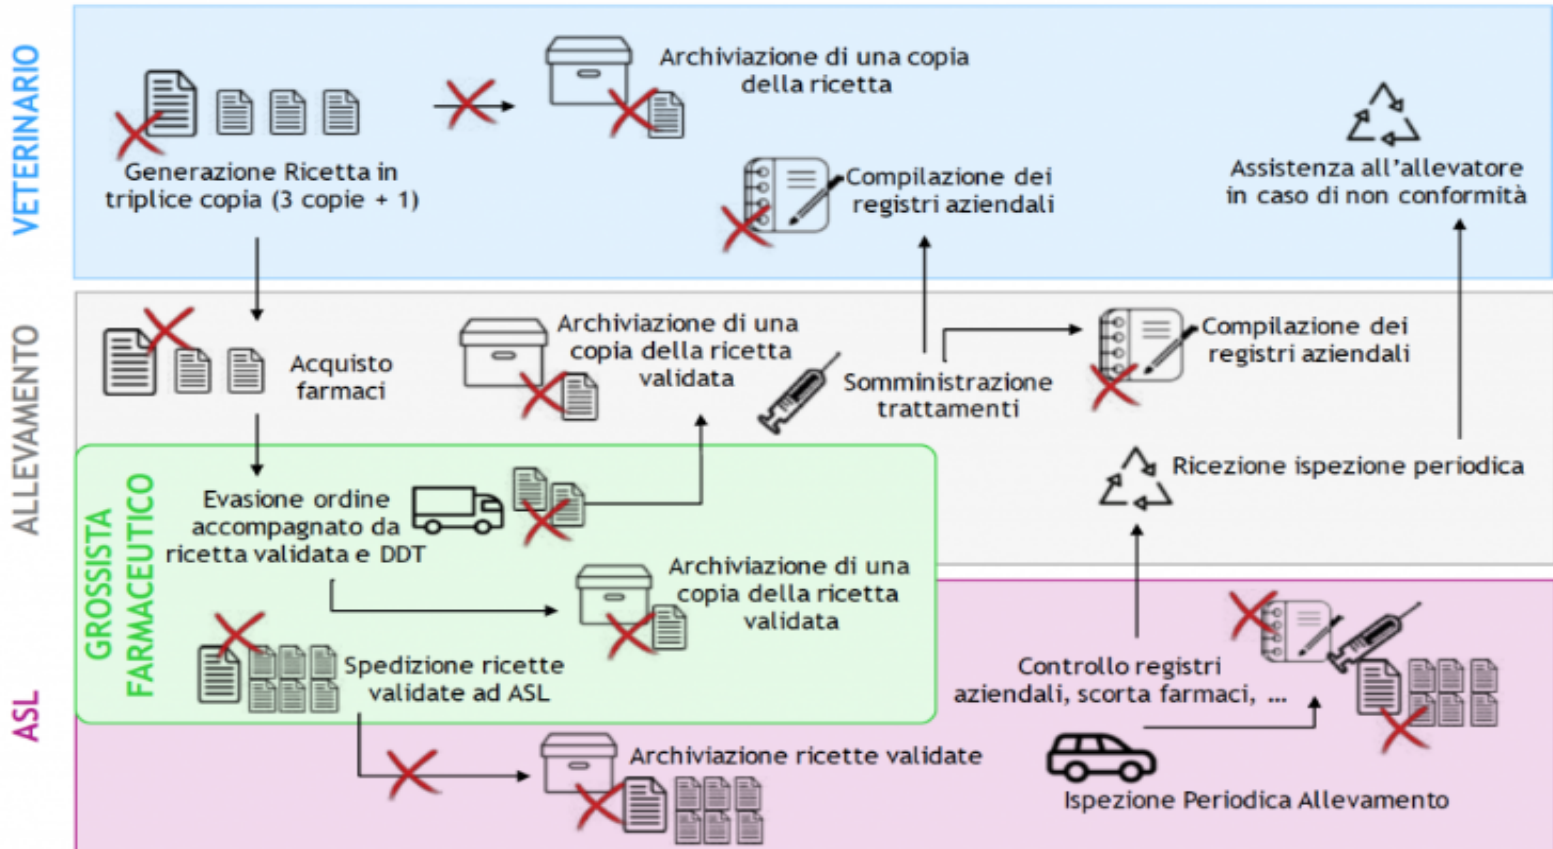 VETERINARIO
Archiviazione di una copia
della ricetta
Generazione Ricetta in
triplice copia (3 copie + 1)
Compilazione dei
registri aziendali
Assistenza all'allevatore
in caso di non conformità
ALLEVAMENTO
Acquisto
farmaci
Archiviazione di una
copia della ricetta
validata
Somministrazione
trattamenti
Compilazione dei
registri aziendali
Ricezione ispezione periodica
GROSSISTA
FARMACEUTICO
Evasione ordine
accompagnato da
ricetta validata e DDT
Archiviazione di una
copia della ricetta
validata
Spedizione ricette
validate ad ASL
ASL
Archiviazione ricette validate
Controllo registri
aziendali, scorta farmaci, ...
Ispezione Periodica Allevamento